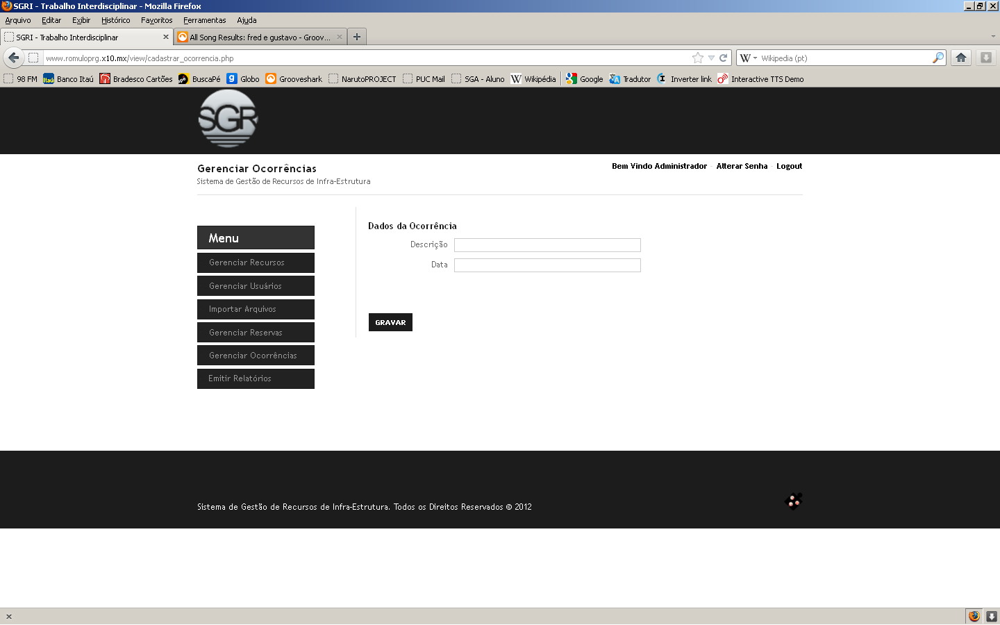 SGRI - Trabalho Interdisciplinar - Mozilla Firefox
Arquivo Editar Exibir Histórico Favoritos Ferramentas Ajuda
SGRI - Trabalho Interdisciplinar All Song Results: fred e gustavo - Groov...
www.romuloprg.x10.mx/view/cadastrar_ocorrencia.php W Wikipedia (pt)
98 FM Itaú Banco Itaú Bradesco Cartões BuscaPé g Globo Grooveshark NarutoPROJECT PUC Mail SGA - Aluno W Wikipédia Google Tradutor Inverter link Interactive TTS Demo
SGR
Gerenciar Ocorrências
Bem Vindo Administrador - Alterar Senha - Logout
Sistema de Gestão de Recursos de Infra-Estrutura
Menu
Gerenciar Recursos
Gerenciar Usuários
Importar Arquivos
Gerenciar Reservas
Gerenciar Ocorrências
Emitir Relatórios
Dados da Ocorrência
Descrição
Data
GRAVAR
Sistema de Gestão de Recursos de Infra-Estrutura. Todos os Direitos Reservados © 2012